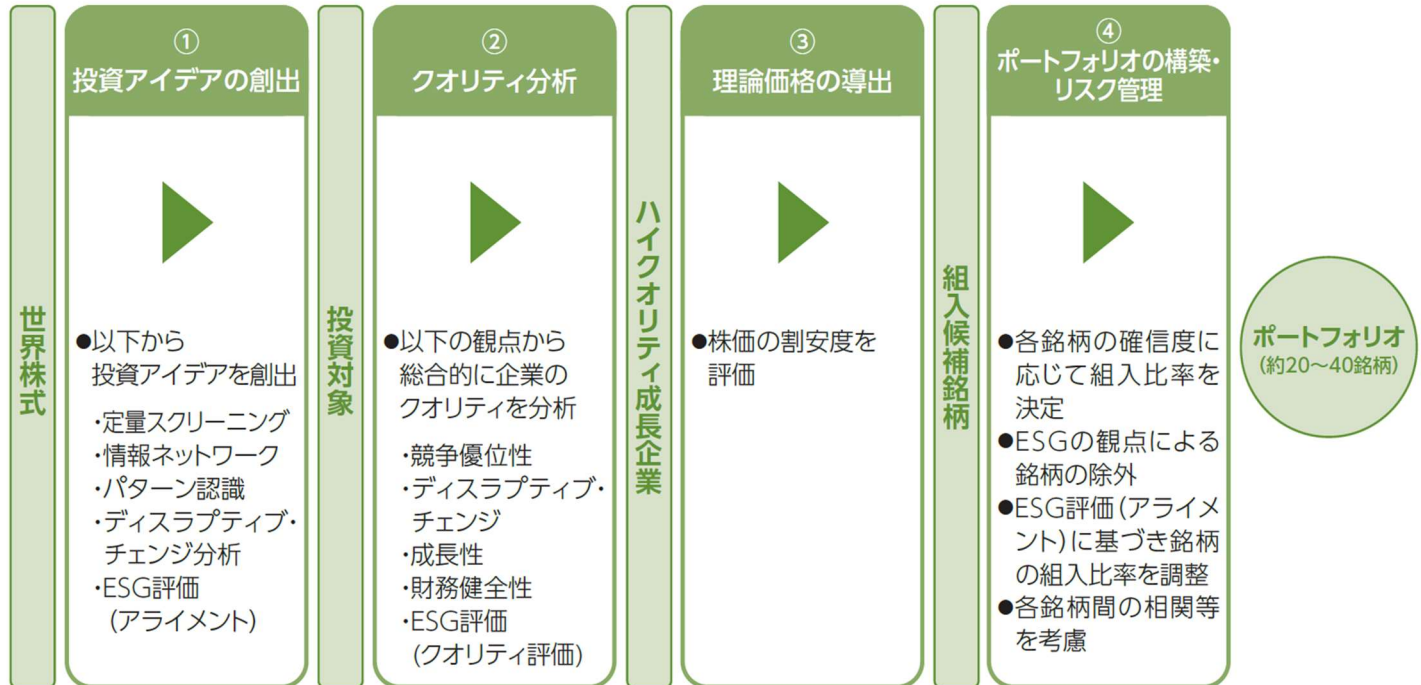 世界株式
①
投資アイデアの創出
●以下から
投資アイデアを創出
・定量スクリーニング
・情報ネットワーク
・パターン認識
・ディスラプティブ・
チェンジ分析
・ESG評価
(アライメント)
投資対象
②
クオリティ分析
●以下の観点から
総合的に企業の
クオリティを分析
・競争優位性
・ディスラプティブ・
チェンジ
・成長性
・財務健全性
・ESG評価
(クオリティ評価)
ハイクオリティ成長企業
③
理論価格の導出
●株価の割安度を
評価
組入候補銘柄
④
ポートフォリオの構築・
リスク管理
●各銘柄の確信度に
応じて組入比率を
決定
●ESGの観点による
銘柄の除外
●ESG評価(アライメ
ント)に基づき銘柄
の組入比率を調整
●各銘柄間の相関等
を考慮
ポートフォリオ
(約20〜40銘柄)